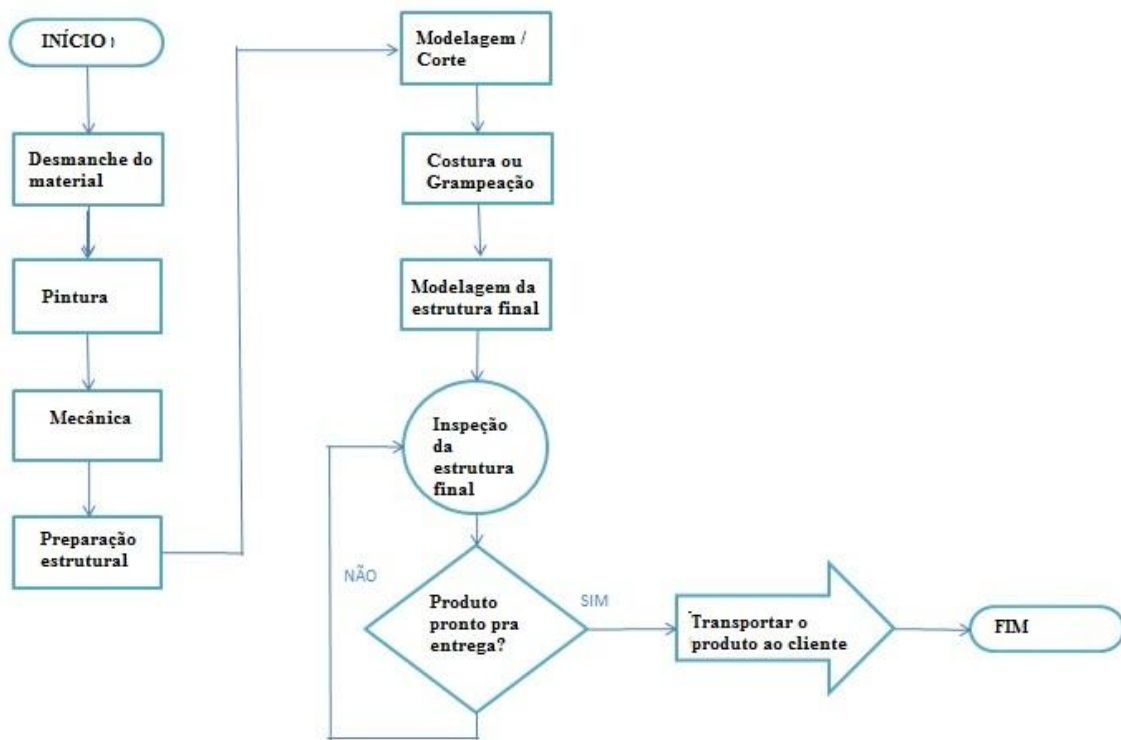 INÍCIO
Desmanche do
material
Pintura
Mecânica
Preparação
estrutural
Modelagem /
Corte
Costura ou
Grampeação
Modelagem da
estrutura final
Inspeção
da
estrutura
final
NÃO
Produto
pronto pra
entrega?
SIM
Transportar o
produto ao cliente
FIM